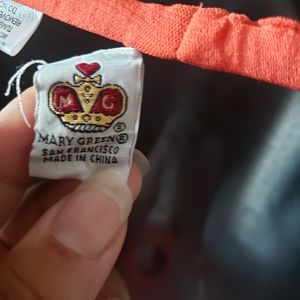 M G
®
MARY GREEN®
SAN FRANCISCO
MADE IN CHINA